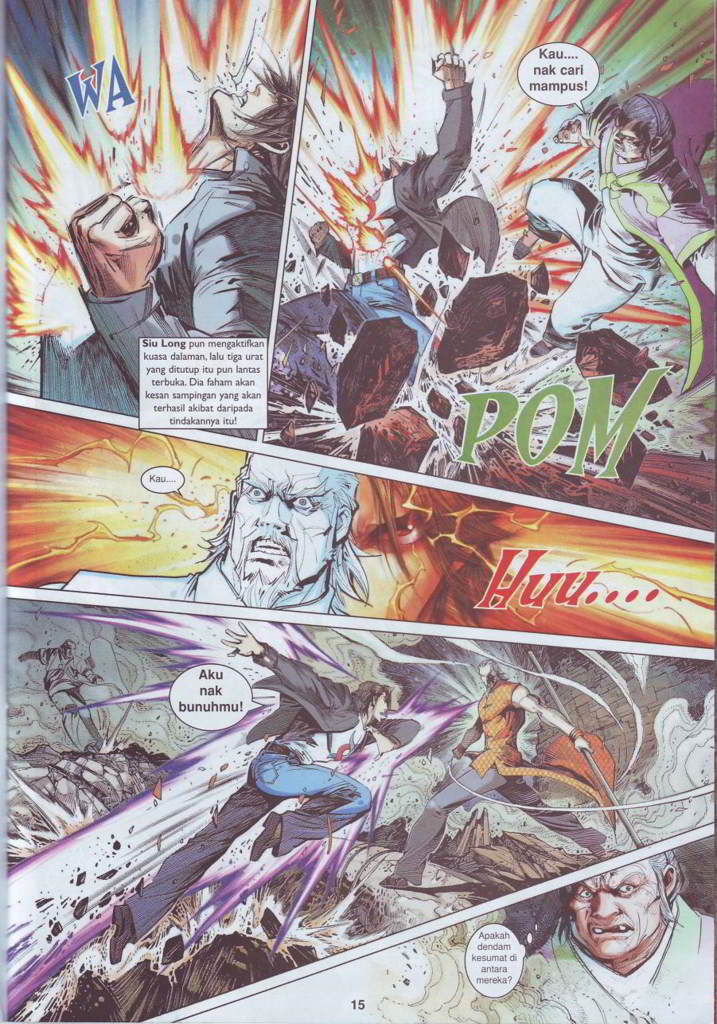 WA
Kau....
nak cari
mampus!
Siu Long pun mengaktifkan
kuasa dalaman, lalu tiga urat
yang ditutup itu pun lantas
terbuka. Dia faham akan
kesan sampingan yang akan
terhasil akibat daripada
tindakannya itu!
POM
Kau....
Huu....
Aku
nak
bunuhmu!
Apakah
dendam
kesumat di
antara
mereka?
15